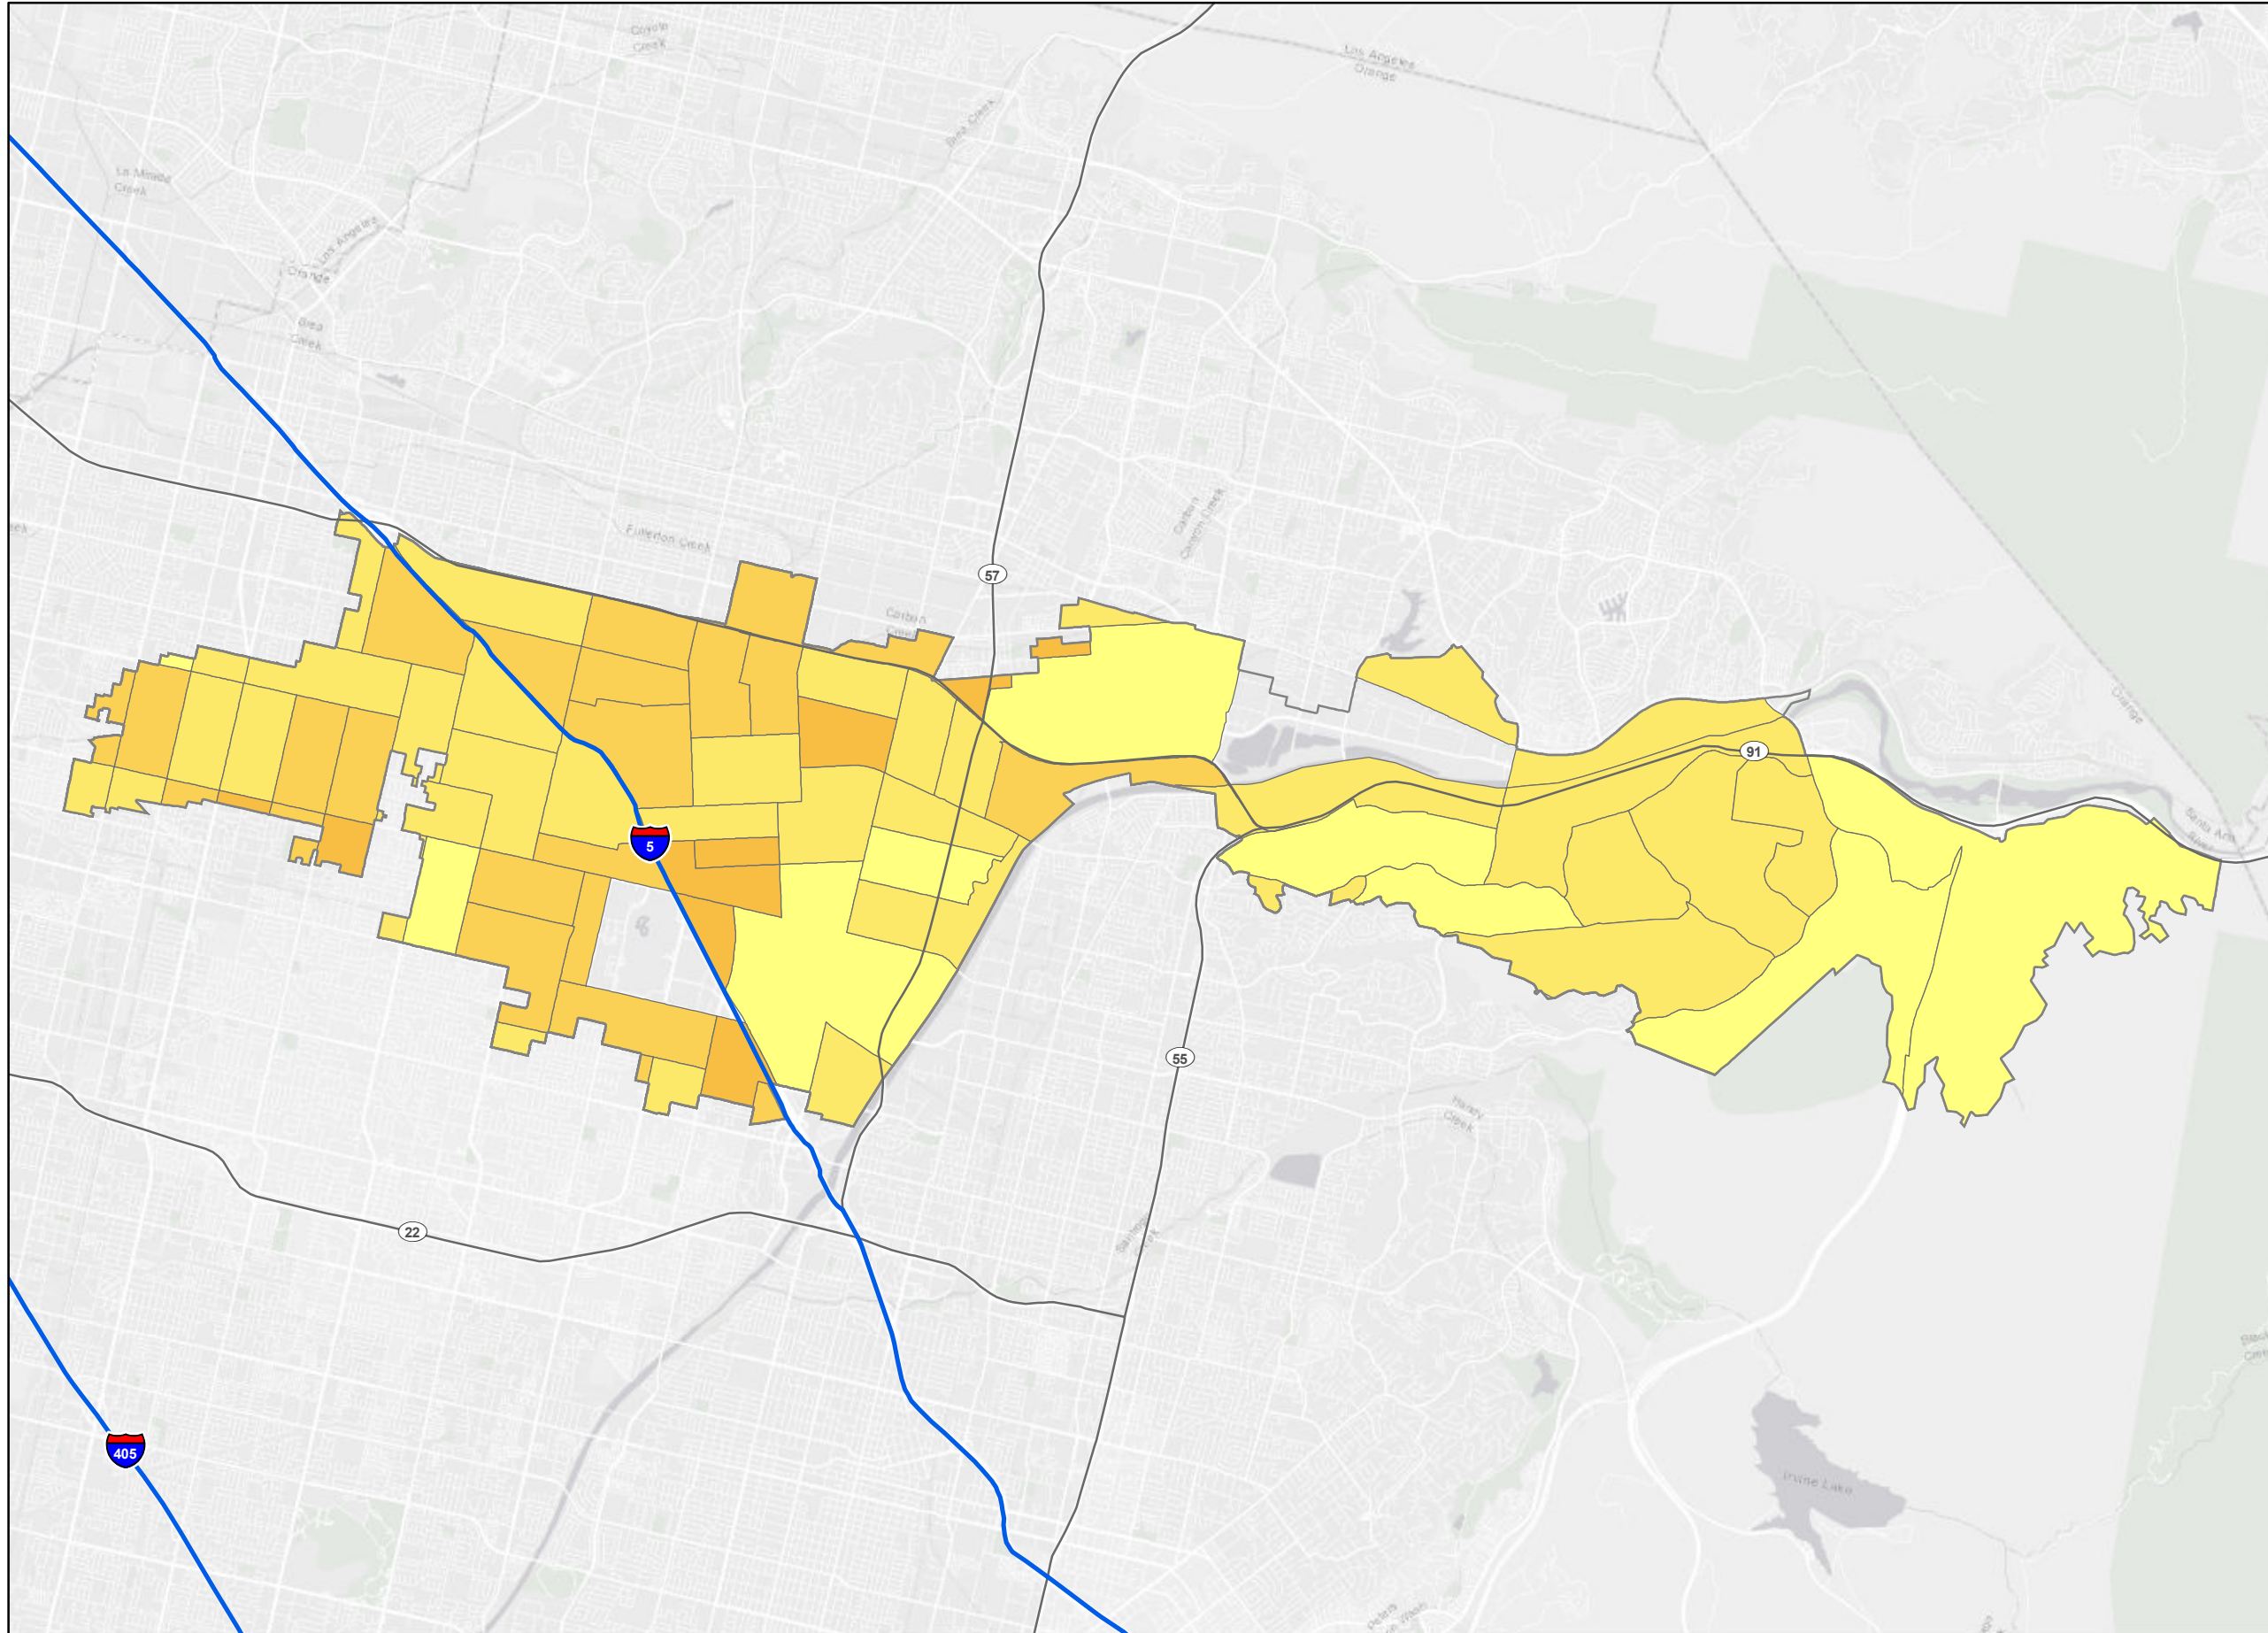 Coyote
Creek
Los Angeles
Orange
Brea Creek
La Mirada
Creek
Los Angeles
Orange
Brea
Creek
Carbon
Canyon Creek
Fullerton Creek
57
Carbon
Creek
Orange
91
Santa Ana
River
5
55
Handy
Creek
22
Santiago
Creek
405
Irvine Lake
Peters